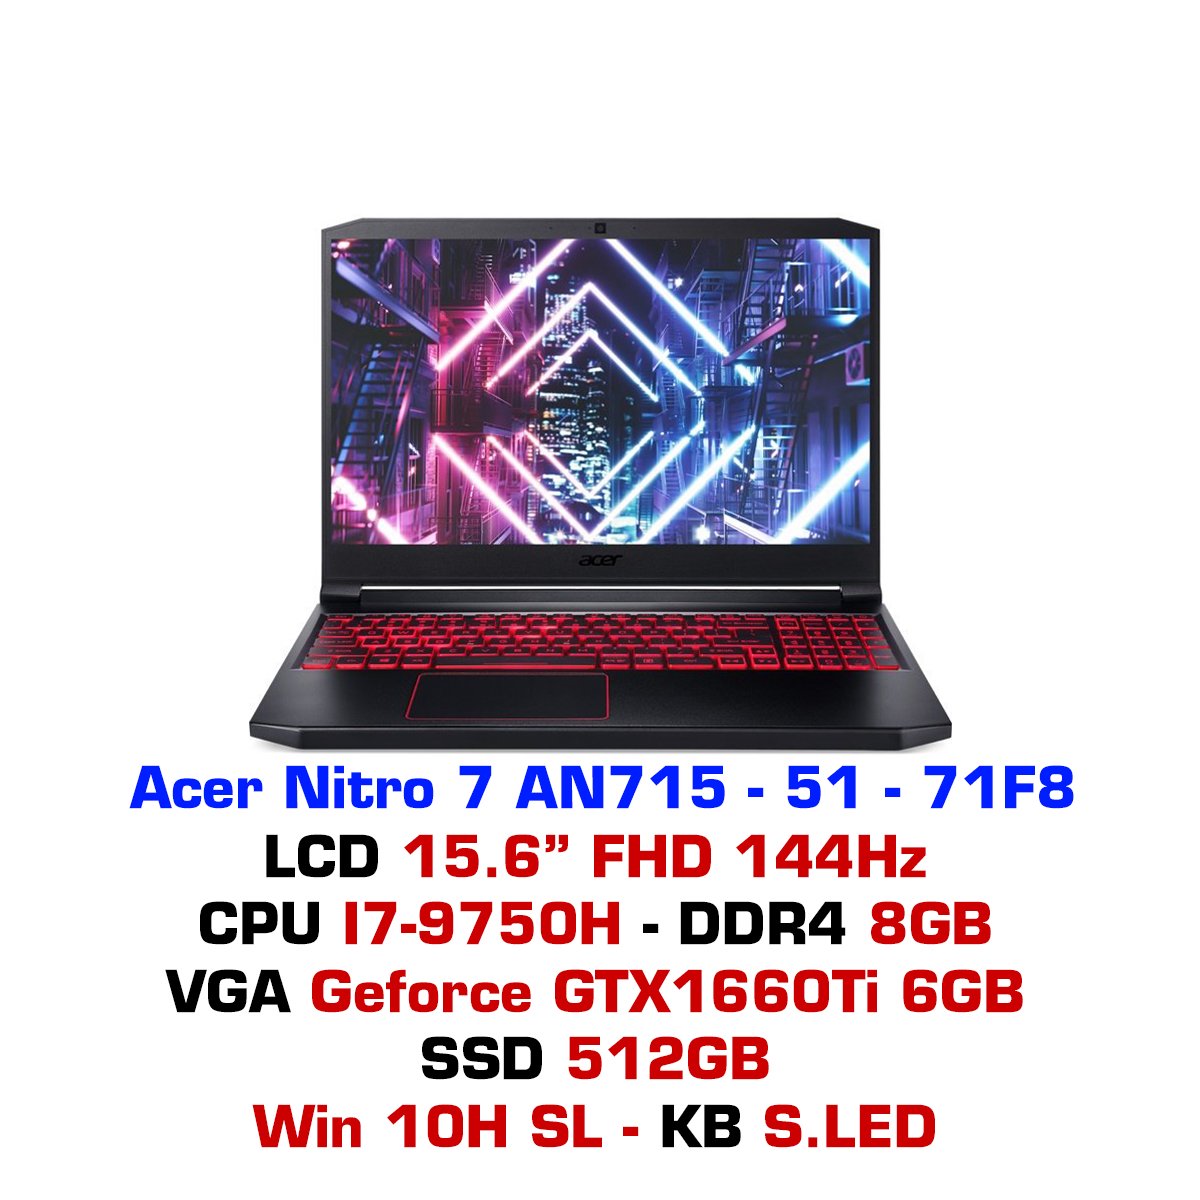 acer
Acer Nitro 7 AN715 - 51 - 71F8
LCD 15.6” FHD 144Hz
CPU I7-9750H - DDR4 8GB
VGA Geforce GTX1660Ti 6GB
SSD 512GB
Win 10H SL - KB S.LED